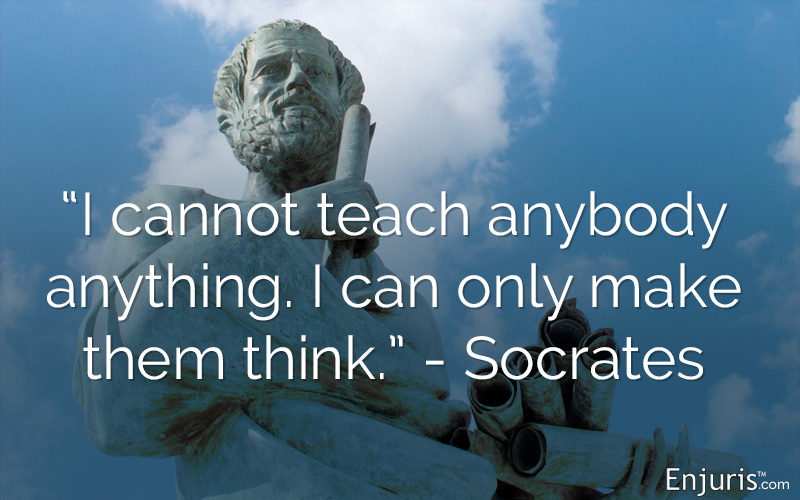 “I cannot teach anybody
anything. I can only make
them think.” - Socrates
Enjuris™.com